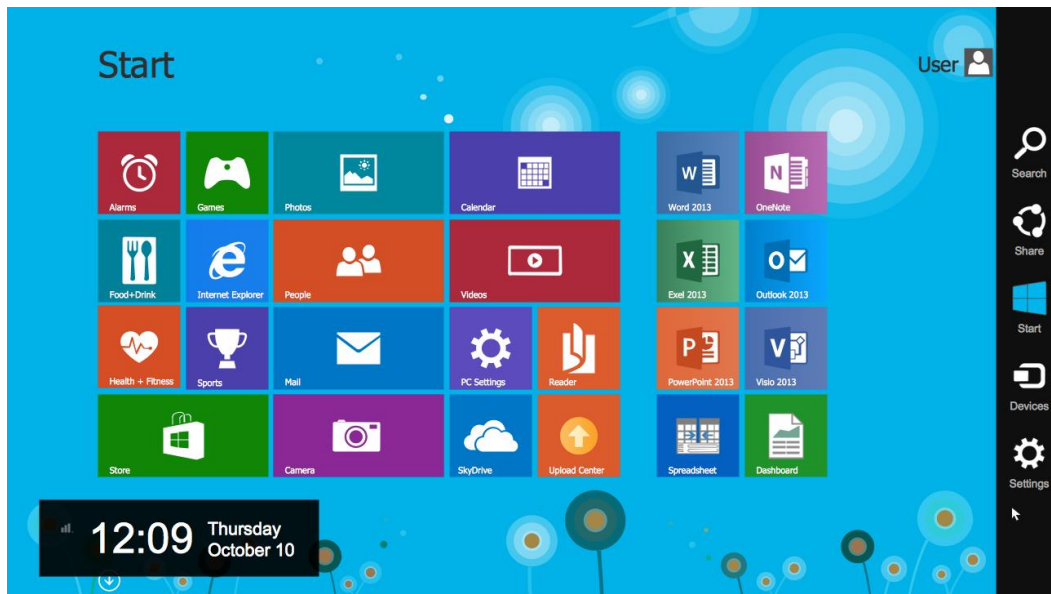 Start
User
Alarms
Games
Photos
Calendar
Word 2013
OneNote
Food+Drink
Internet Explorer
People
Videos
Exel 2013
Outlook 2013
Health + Fitness
Sports
Mail
PC Settings
Reader
PowerPoint 2013
Visio 2013
Store
Camera
SkyDrive
Upload Center
Spreadsheet
Dashboard
Search
Share
Start
Devices
Settings
12:09
Thursday
October 10
W
N
X
O
P
V